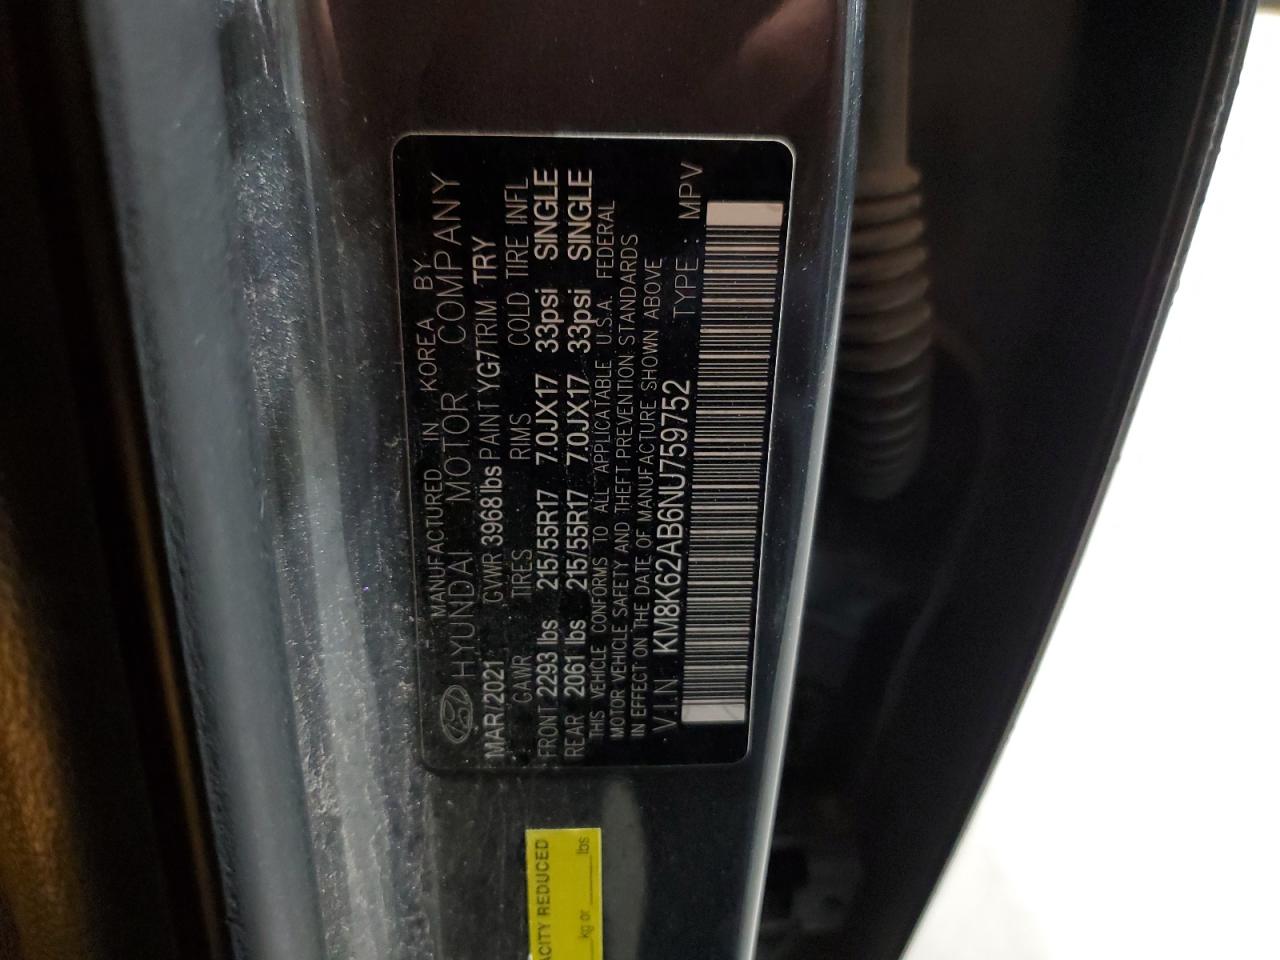 MANUFACTURED IN KOREA BY
HYUNDAI MOTOR COMPANY
MAR/2021 GVWR 3968lbs PAINT YG7 TRIM TRY
GAWR TIRES RIMS COLD TIRE INFL
FRONT 2293 lbs 215/55R17 7.0JX17 33psi SINGLE
REAR 2061 lbs 215/55R17 7.0JX17 33psi SINGLE
THIS VEHICLE CONFORMS TO ALL APPLICATABLE U.S.A. FEDERAL
MOTOR VEHICLE SAFETY AND THEFT PREVENTION STANDARDS
IN EFFECT ON THE DATE OF MANUFACTURE SHOWN ABOVE
V.I.N: KM8K62AB6NU759752 TYPE : MPV
ACITY REDUCED
kg or ____ lbs